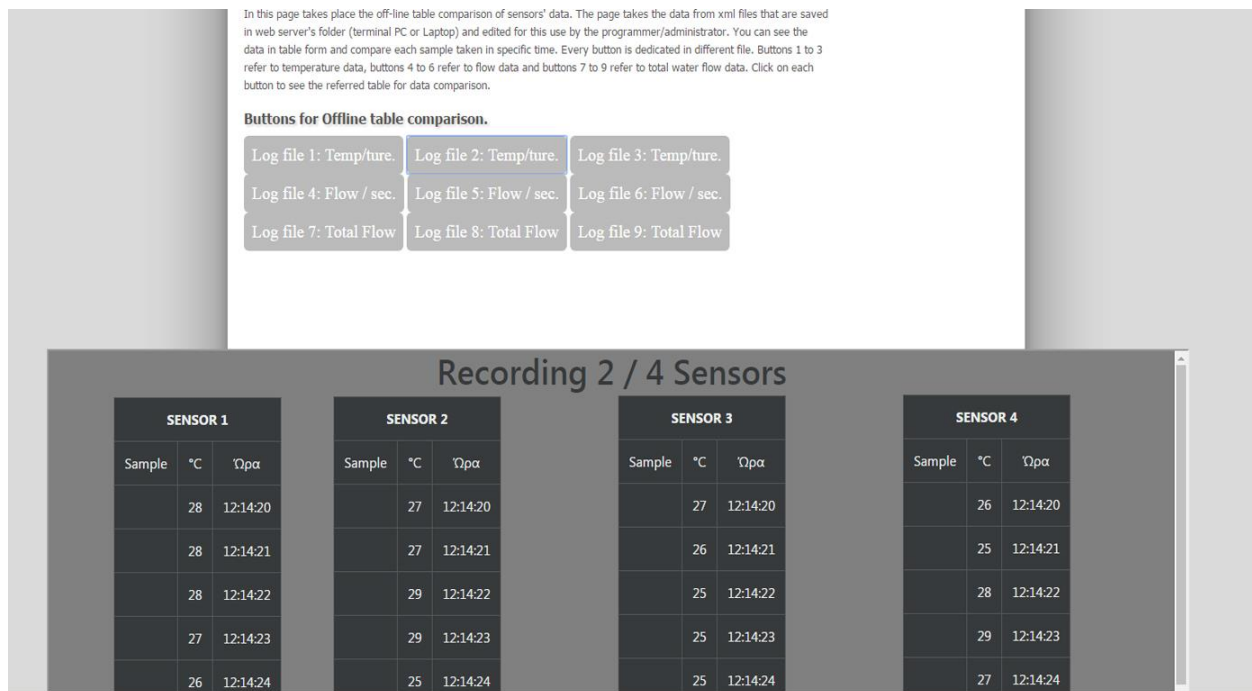 In this page takes place the off-line table comparison of sensors' data. The page takes the data from xml files that are saved
in web server's folder (terminal PC or Laptop) and edited for this use by the programmer/administrator. You can see the
data in table form and compare each sample taken in specific time. Every button is dedicated in different file. Buttons 1 to 3
refer to temperature data, buttons 4 to 6 refer to flow data and buttons 7 to 9 refer to total water flow data. Click on each
button to see the referred table for data comparison.
Buttons for Offline table comparison.
Log file 1: Temp/ture. Log file 2: Temp/ture. Log file 3: Temp/ture.
Log file 4: Flow / sec. Log file 5: Flow / sec. Log file 6: Flow / sec.
Log file 7: Total Flow Log file 8: Total Flow Log file 9: Total Flow
Recording 2 / 4 Sensors
SENSOR 1 SENSOR 2 SENSOR 3 SENSOR 4
Sample °C Ώρα Sample °C Ώρα Sample °C Ώρα Sample °C Ώρα
28 12:14:20 27 12:14:20 27 12:14:20 26 12:14:20
28 12:14:21 27 12:14:21 26 12:14:21 25 12:14:21
28 12:14:22 29 12:14:22 25 12:14:22 28 12:14:22
27 12:14:23 29 12:14:23 25 12:14:23 29 12:14:23
26 12:14:24 25 12:14:24 25 12:14:24 27 12:14:24